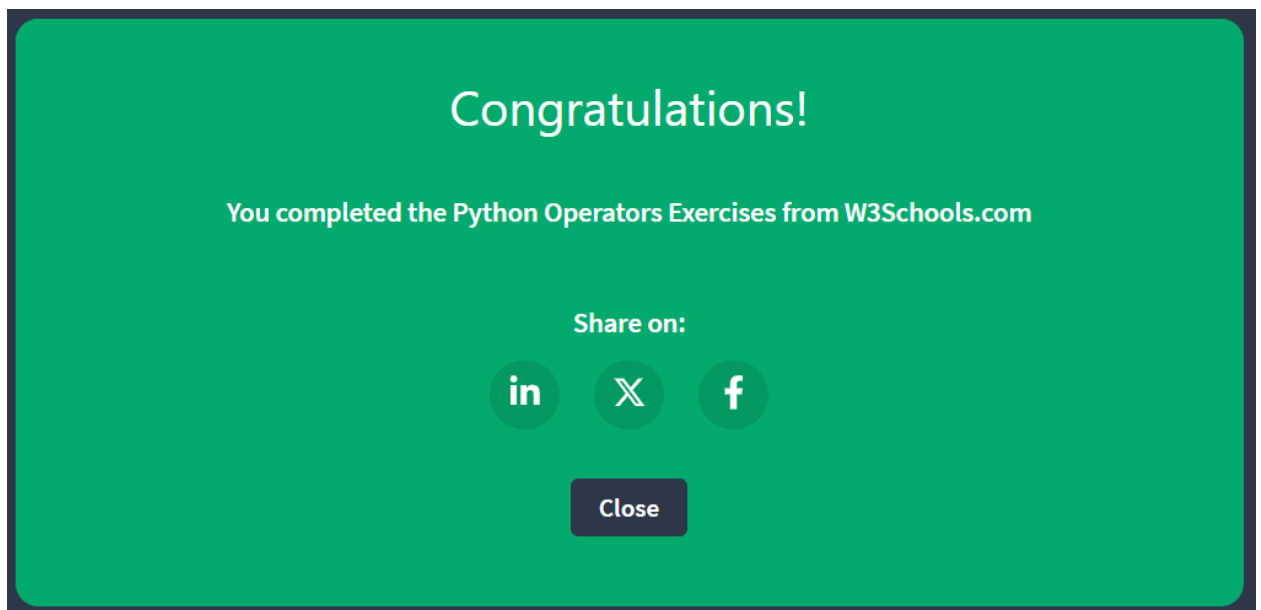 Congratulations!
You completed the Python Operators Exercises from W3Schools.com
Share on:
in X f
Close